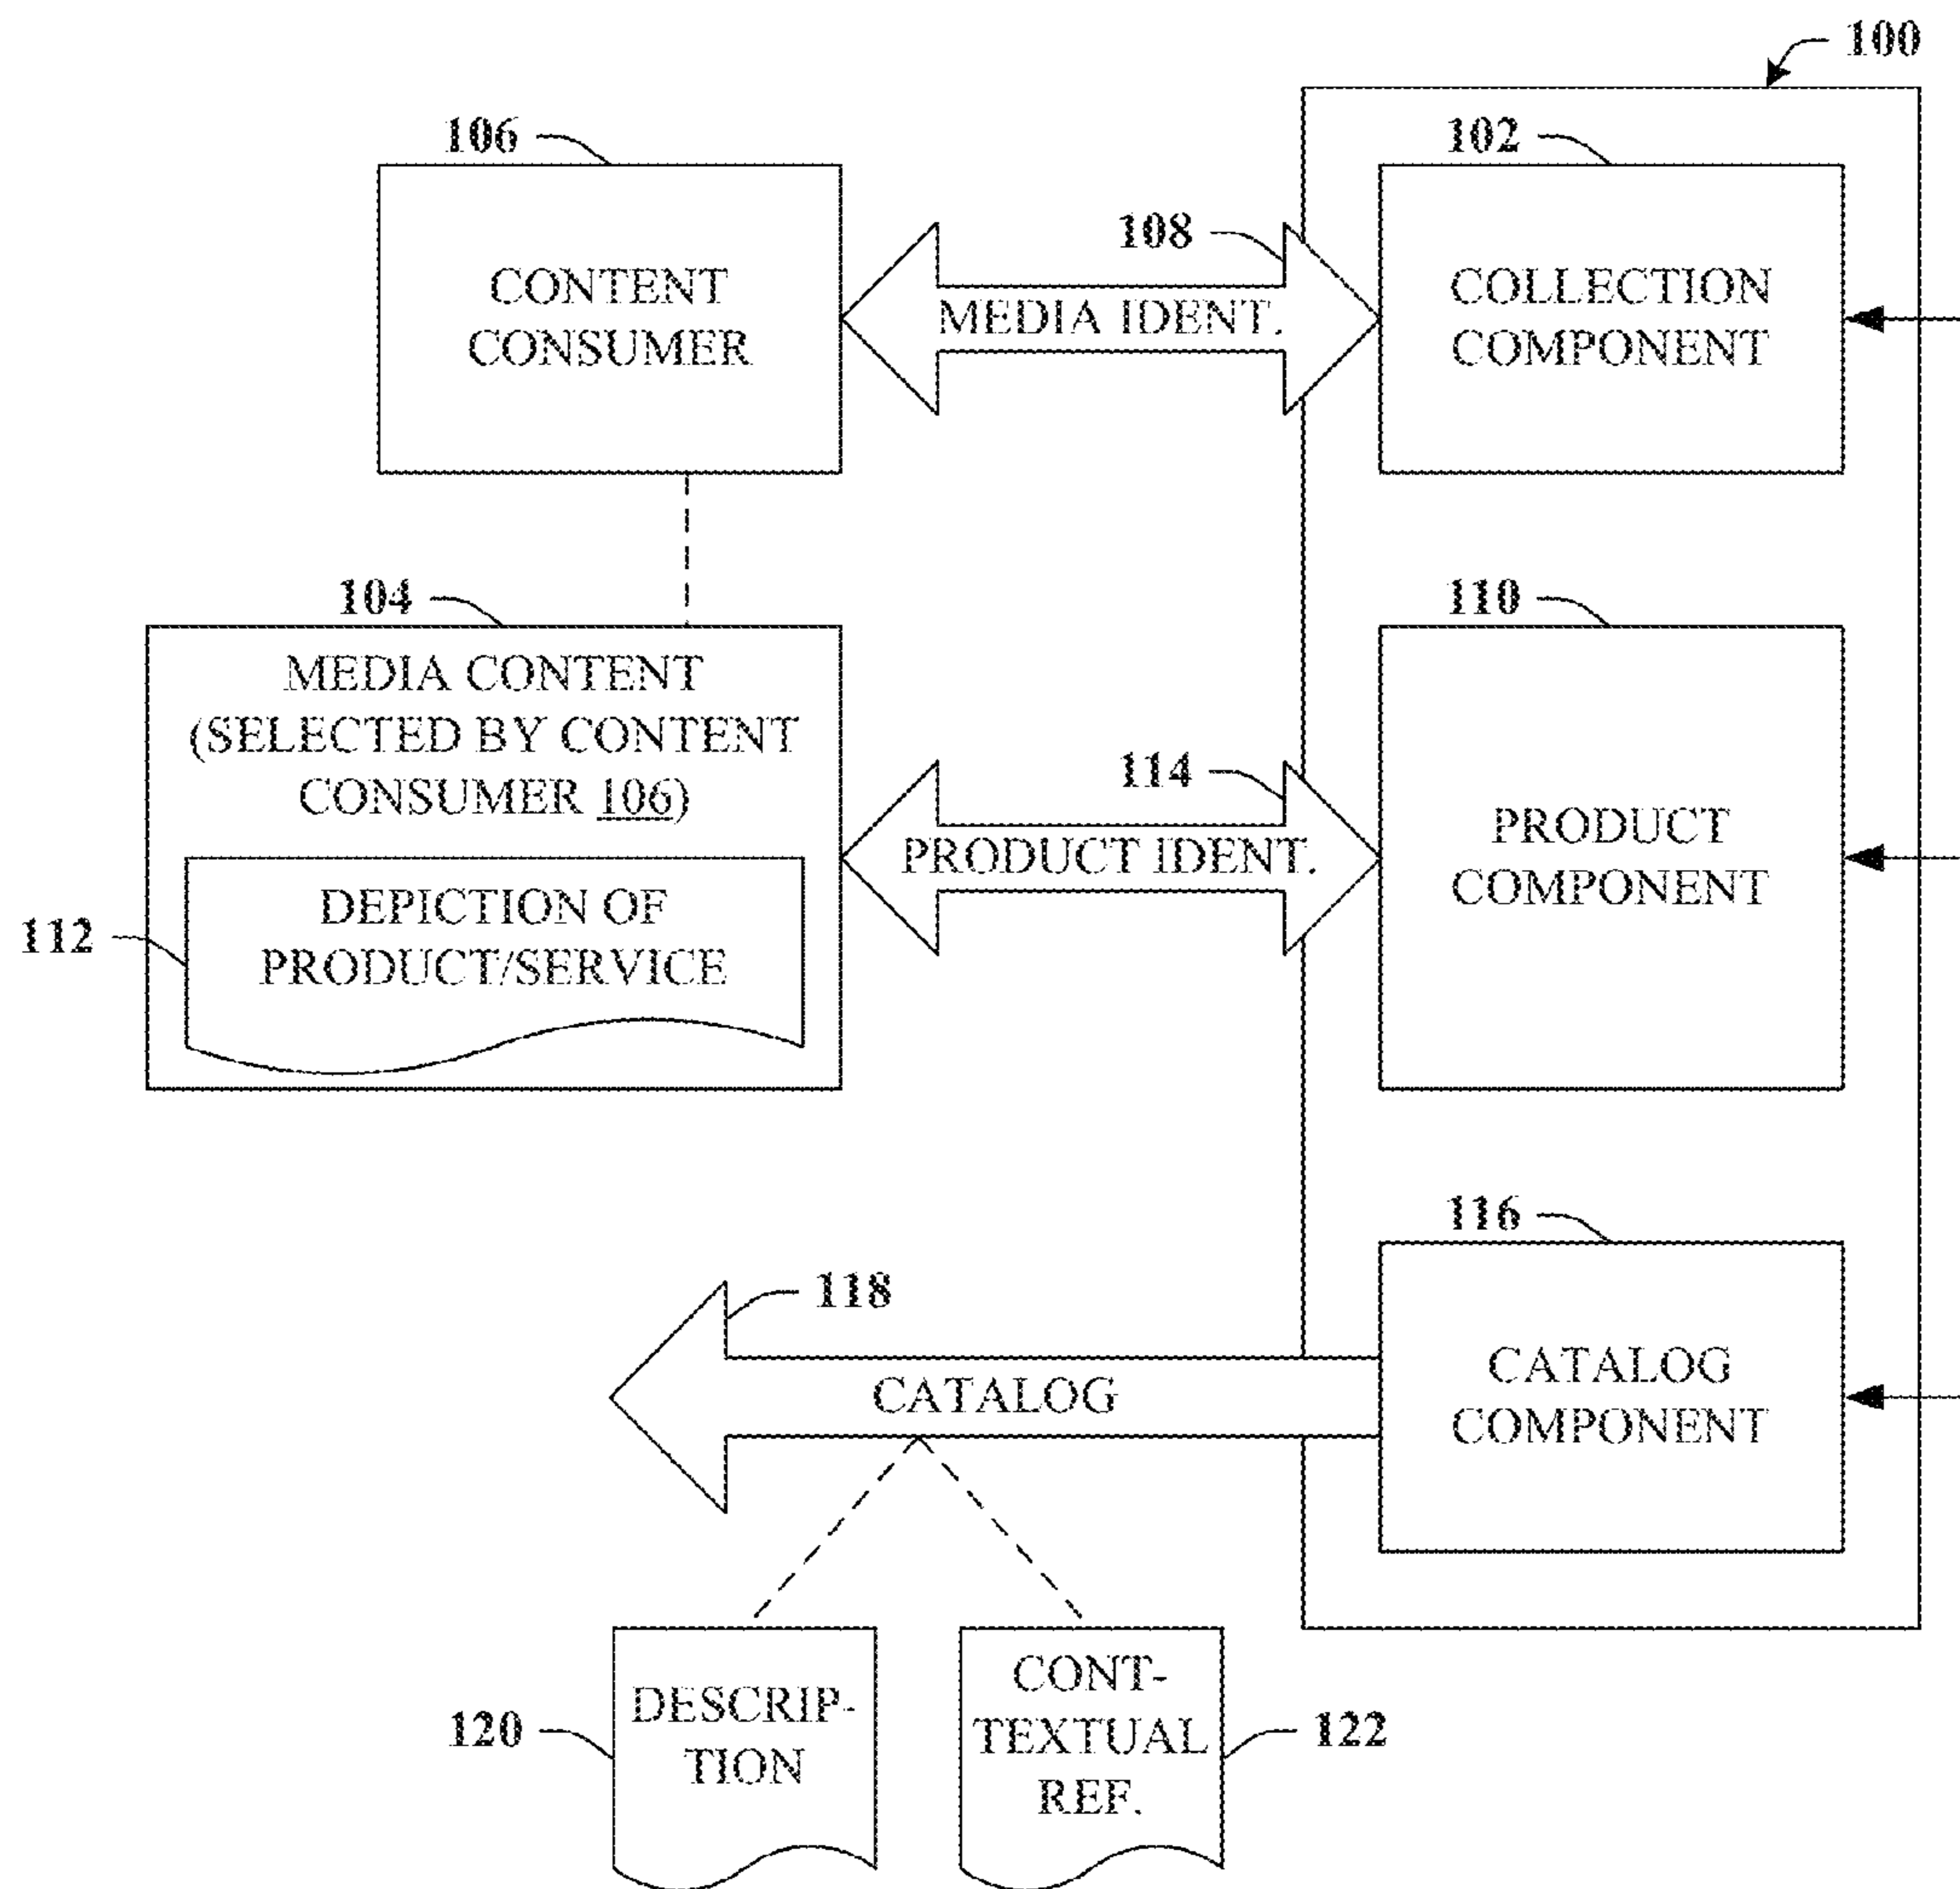 100
106
102
CONTENT
CONSUMER
108
MEDIA IDENT.
COLLECTION
COMPONENT
104
110
MEDIA CONTENT
(SELECTED BY CONTENT
CONSUMER 106)
114
PRODUCT IDENT.
PRODUCT
COMPONENT
112
DEPICTION OF
PRODUCT/SERVICE
116
118
CATALOG
CATALOG
COMPONENT
120
DESCRIP-
TION
CONT-
TEXTUAL
REF.
122